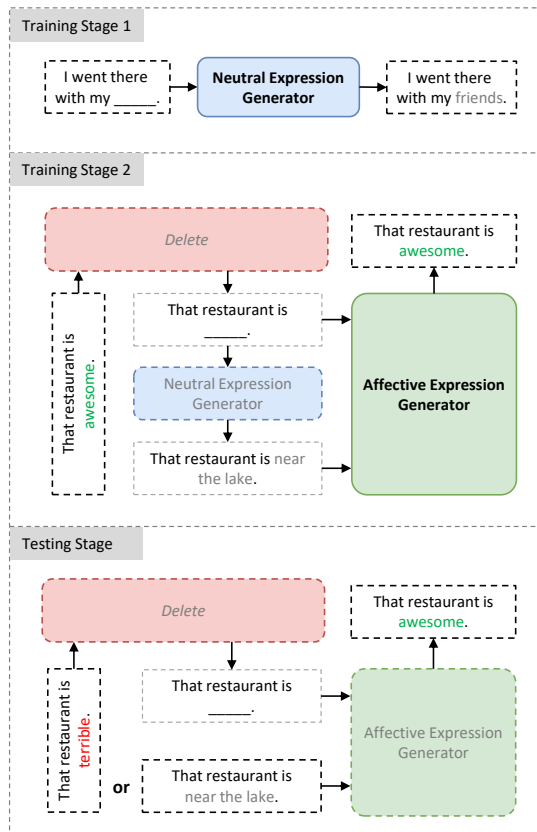 Training Stage 1
I went there
with my _____.
Neutral Expression
Generator
I went there
with my friends.
Training Stage 2
Delete
That restaurant is
awesome.
That restaurant is
_____.
Neutral Expression
Generator
That restaurant is near
the lake.
That restaurant is
awesome.
Affective Expression
Generator
Testing Stage
Delete
That restaurant is
terrible.
or
That restaurant is
_____.
That restaurant is
near the lake.
That restaurant is
awesome.
Affective Expression
Generator